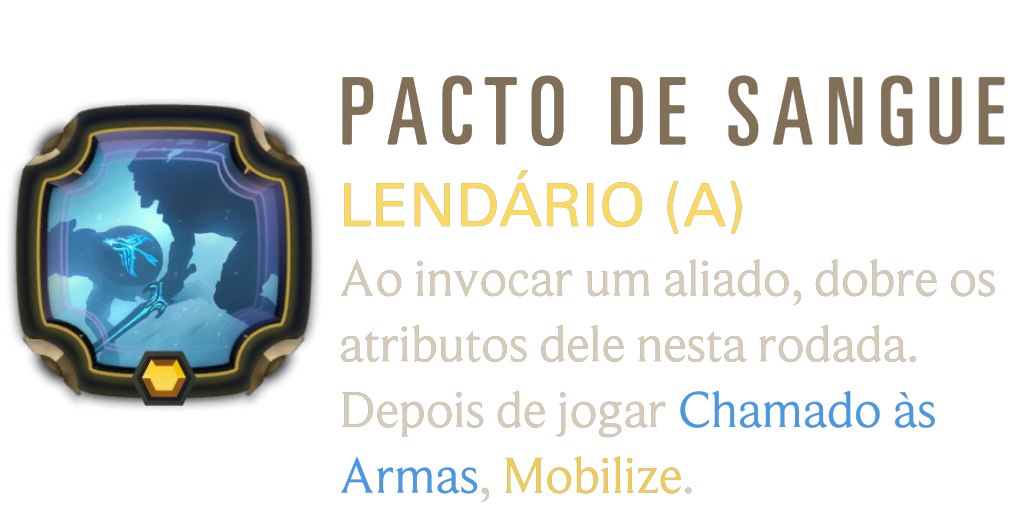 PACTO DE SANGUE
LENDÁRIO (A)
Ao invocar um aliado, dobre os
atributos dele nesta rodada.
Depois de jogar Chamado às
Armas, Mobilize.